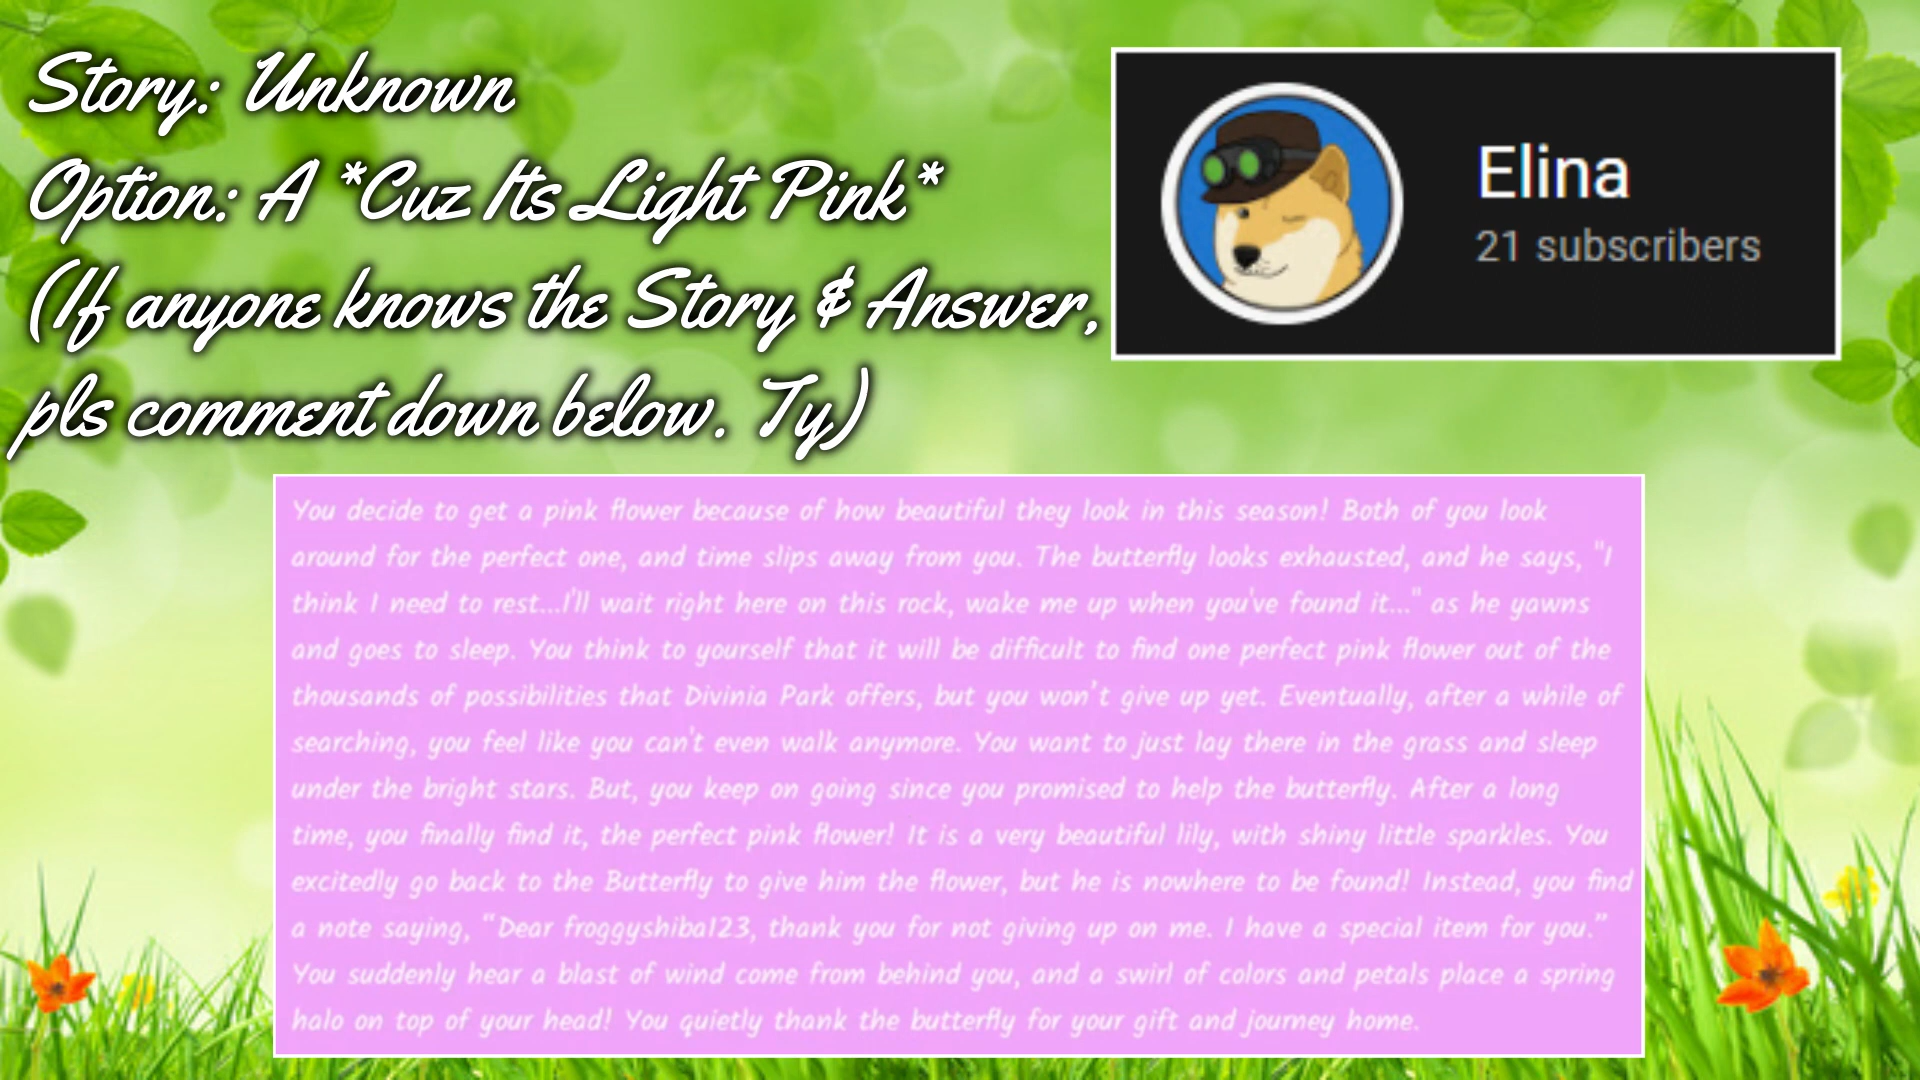 Story: Unknown
Option: A *Cuz Its Light Pink*
(If anyone knows the Story & Answer,
pls comment down below. Ty)
Elina
21 subscribers
You decide to get a pink flower because of how beautiful they look in this season! Both of you look
around for the perfect one, and time slips away from you. The butterfly looks exhausted, and he says, "I
think I need to rest...I'll wait right here on this rock, wake me up when you've found it..." as he yawns
and goes to sleep. You think to yourself that it will be difficult to find one perfect pink flower out of the
thousands of possibilities that Divinia Park offers, but you won't give up yet. Eventually, after a while of
searching, you feel like you can't even walk anymore. You want to just lay there in the grass and sleep
under the bright stars. But, you keep on going since you promised to help the butterfly. After a long
time, you finally find it, the perfect pink flower! It is a very beautiful lily, with shiny little sparkles. You
excitedly go back to the Butterfly to give him the flower, but he is nowhere to be found! Instead, you find
a note saying, “Dear froggyshiba123, thank you for not giving up on me. I have a special item for you.”
You suddenly hear a blast of wind come from behind you, and a swirl of colors and petals place a spring
halo on top of your head! You quietly thank the butterfly for your gift and journey home.